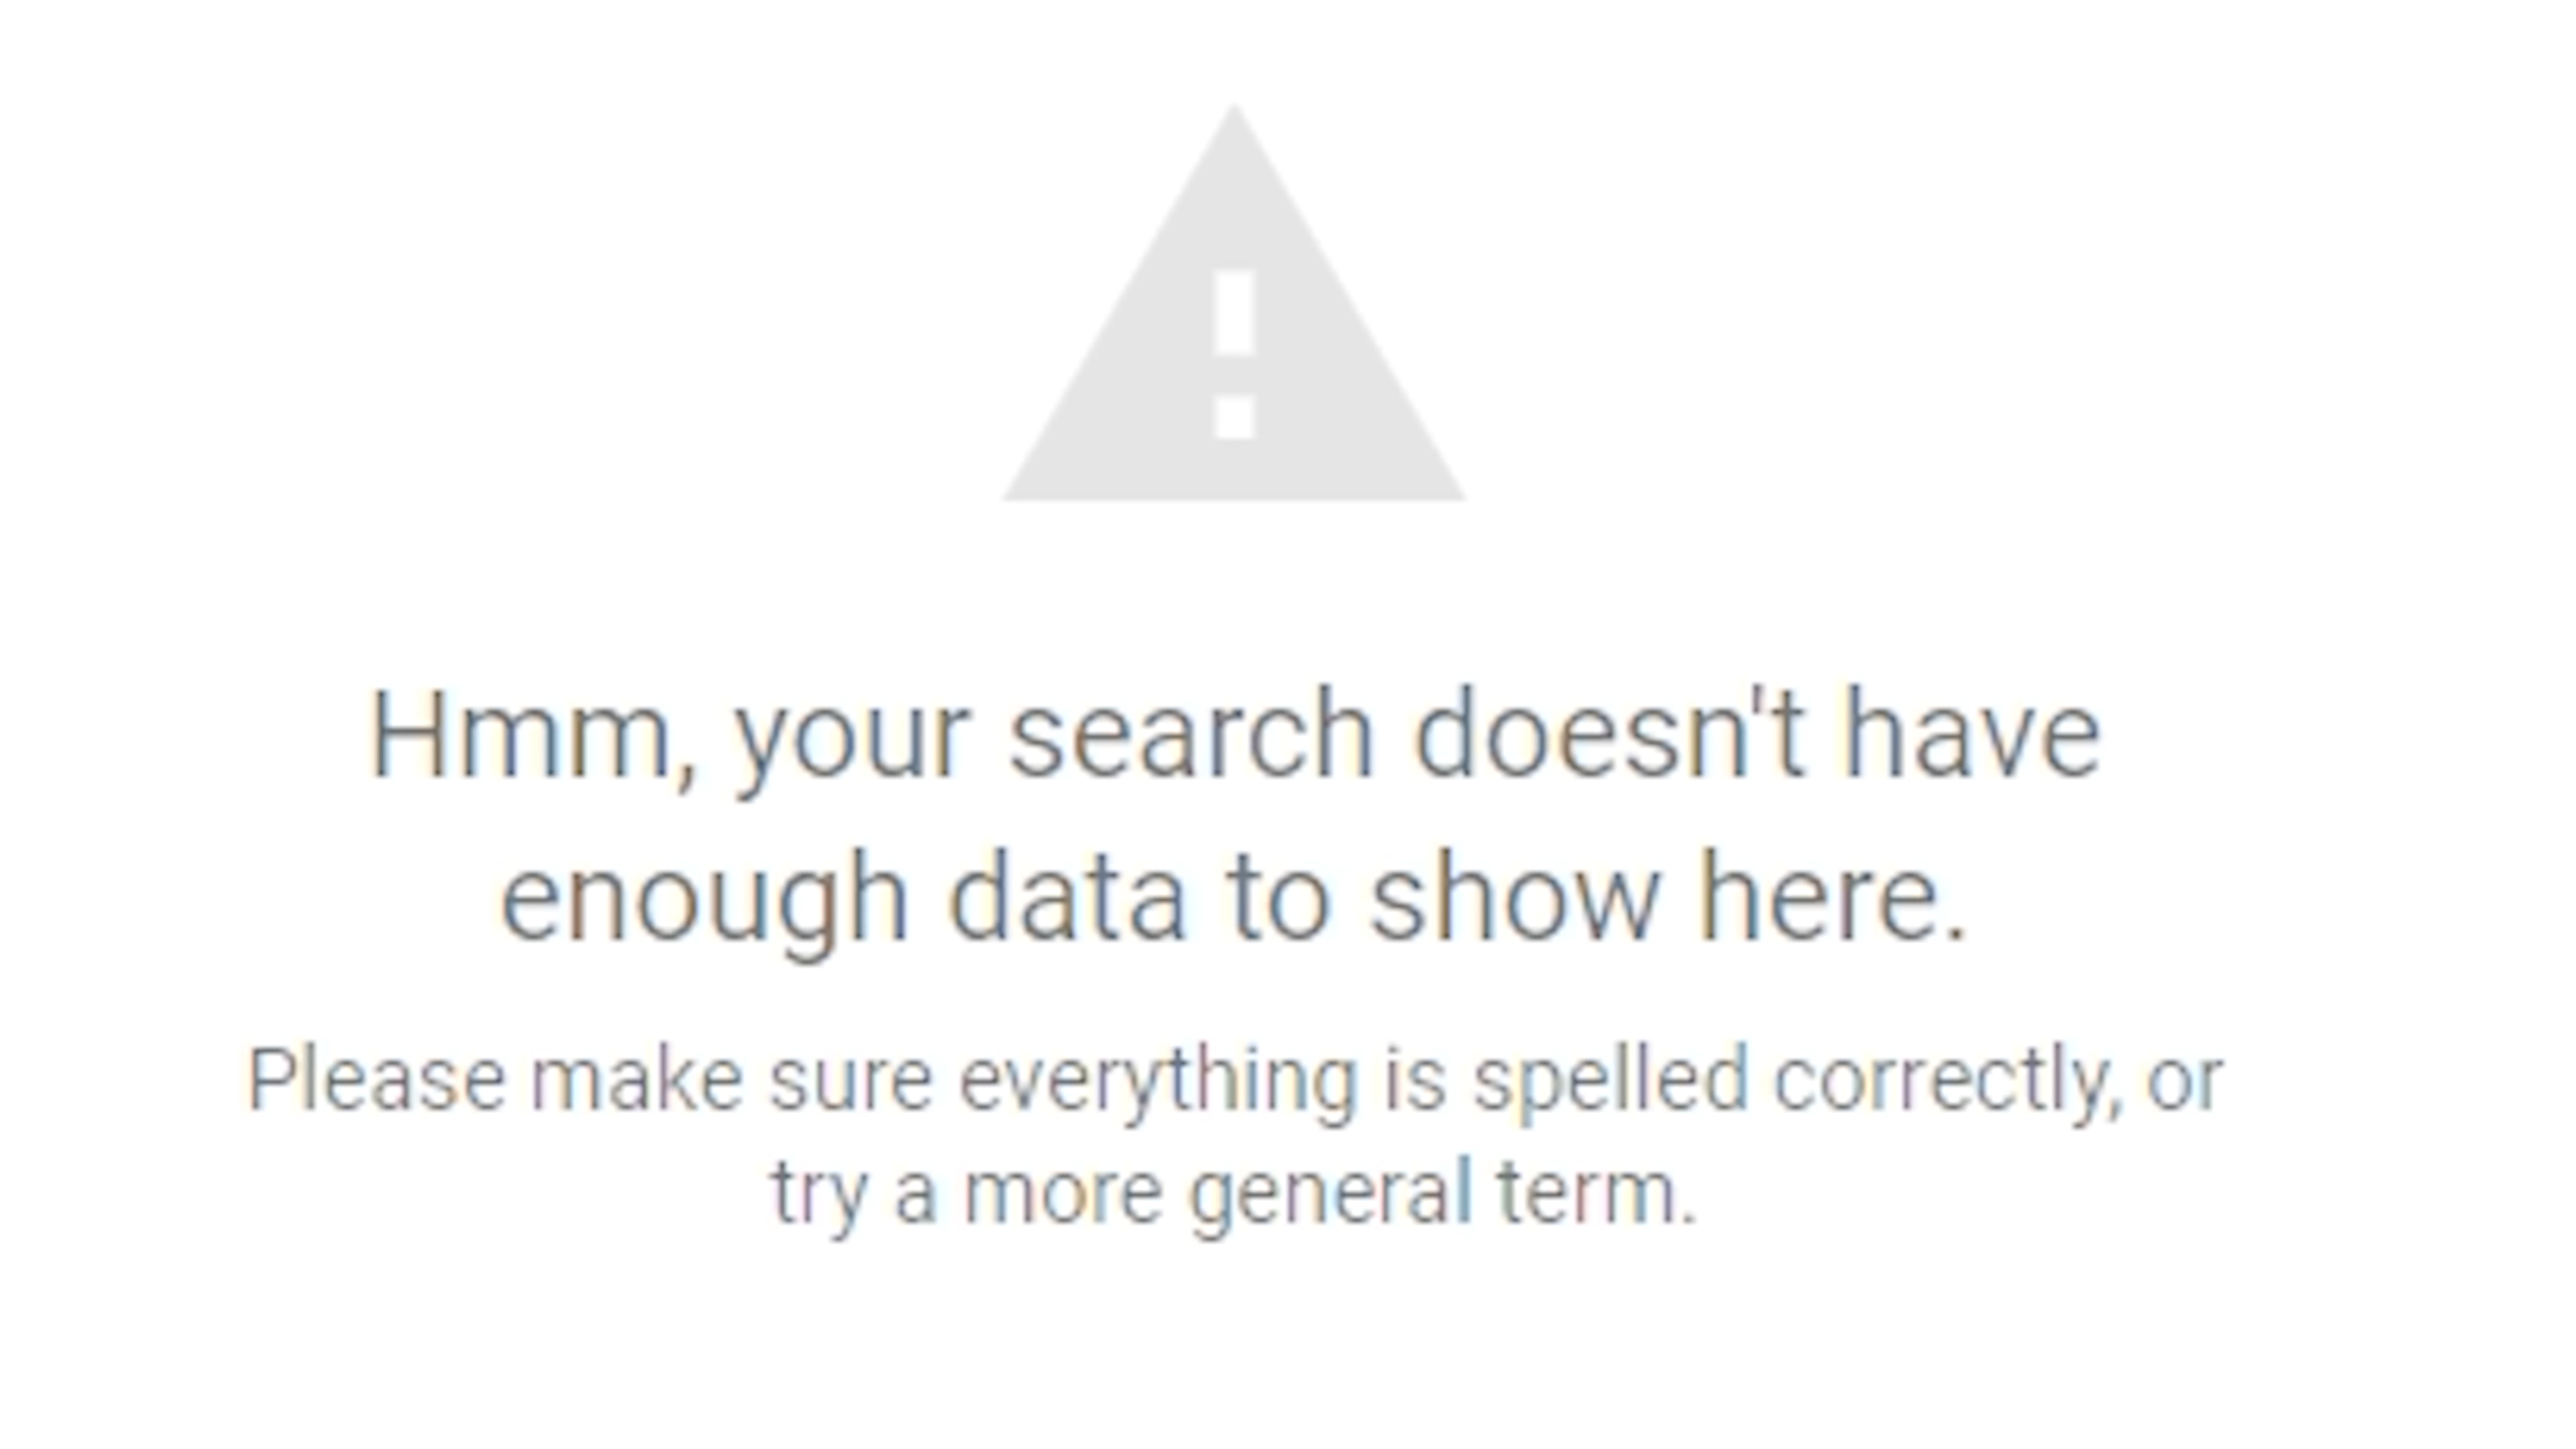 Hmm, your search doesn't have
enough data to show here.
Please make sure everything is spelled correctly, or
try a more general term.